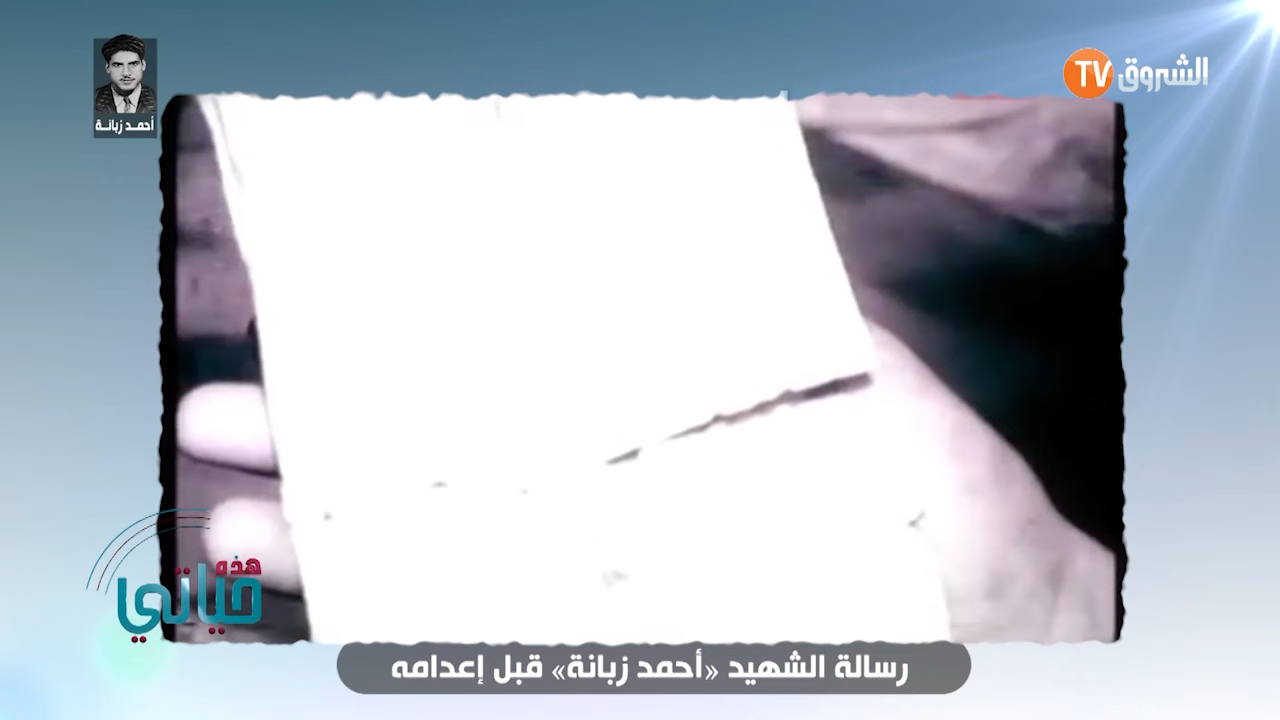 الشروق TV
أحمد زبانة
هذه
حياتي
رسالة الشهيد «أحمد زبانة» قبل إعدامه